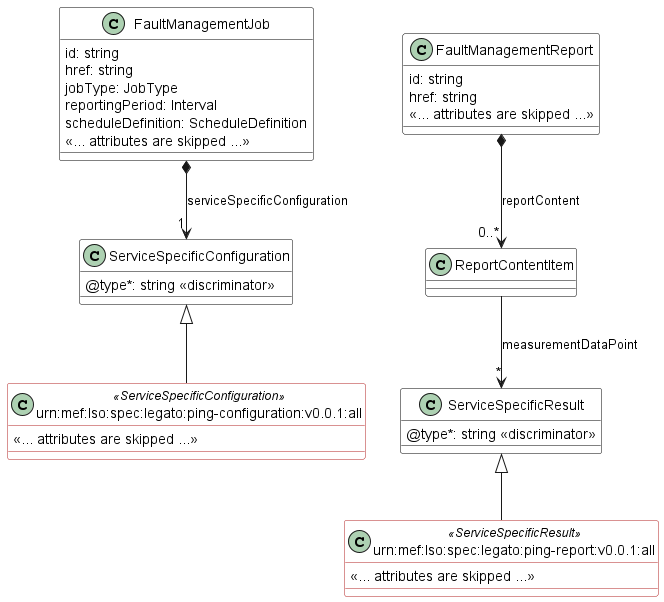 FaultManagementJob
id: string
href: string
jobType: JobType
reportingPeriod: Interval
scheduleDefinition: ScheduleDefinition
«... attributes are skipped ...»
serviceSpecificConfiguration
1
ServiceSpecificConfiguration
@type*: string «discriminator»
«ServiceSpecificConfiguration»
urn:mef:lso:spec:legato:ping-configuration:v0.0.1:all
«... attributes are skipped ...»
FaultManagementReport
id: string
href: string
«... attributes are skipped ...»
reportContent
0..*
ReportContentItem
measurementDataPoint
*
ServiceSpecificResult
@type*: string «discriminator»
«ServiceSpecificResult»
urn:mef:lso:spec:legato:ping-report:v0.0.1:all
«... attributes are skipped ...»